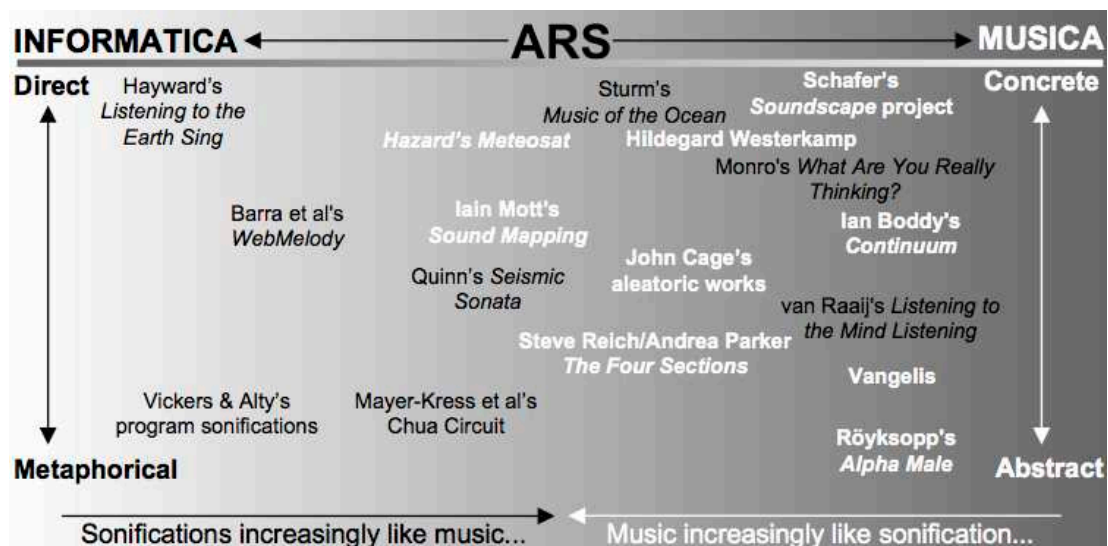 INFORMATICA ARS MUSICA
Direct
Hayward's
Listening to the
Earth Sing
Sturm's
Music of the Ocean
Schafer's
Soundscape project
Concrete
Hazard's Meteosat
Hildegard Westerkamp
Monro's What Are You Really
Thinking?
Barra et al's
WebMelody
Iain Mott's
Sound Mapping
Ian Boddy's
Continuum
Quinn's Seismic
Sonata
John Cage's
aleatoric works
van Raaij's Listening to
the Mind Listening
Steve Reich/Andrea Parker
The Four Sections
Vangelis
Vickers & Alty's
program sonifications
Mayer-Kress et al's
Chua Circuit
Röyksopp's
Alpha Male
Metaphorical
Abstract
Sonifications increasingly like music...
Music increasingly like sonification...